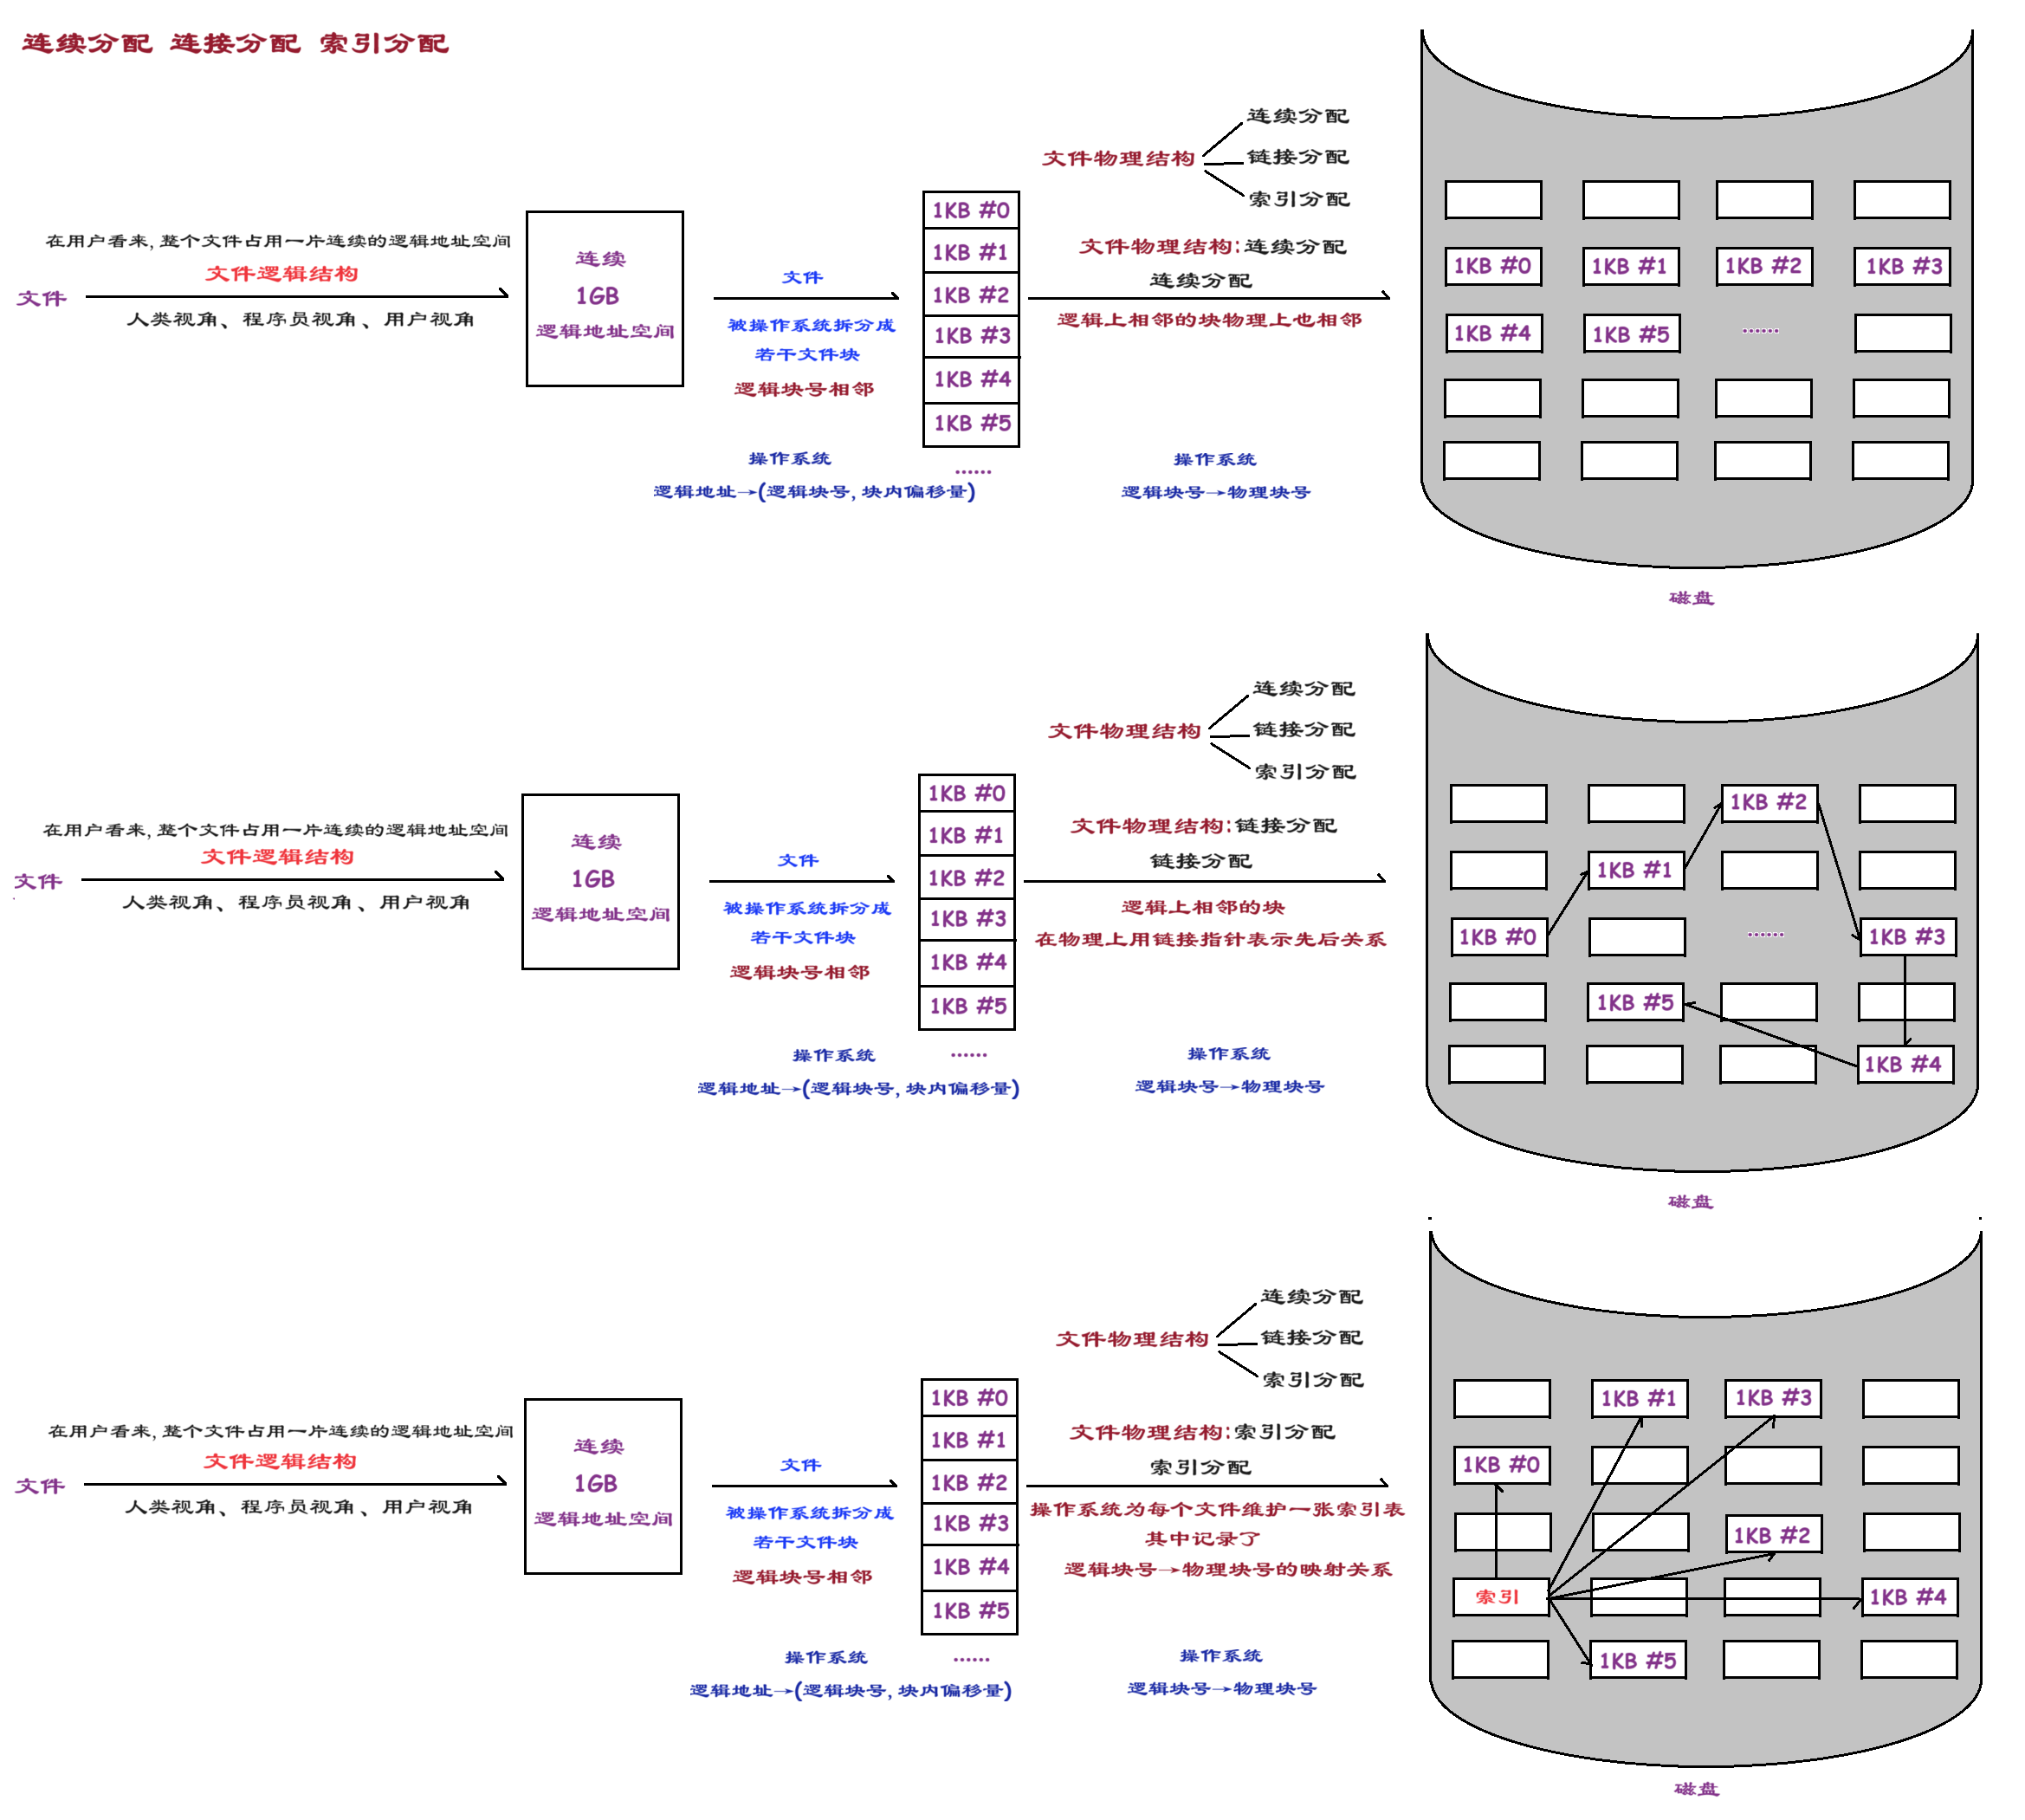 连续分配 连接分配 索引分配
文件
在用户看来,整个文件占用一片连续的逻辑地址空间
文件逻辑结构
人类视角、程序员视角、用户视角
连续
1GB
逻辑地址空间
文件
被操作系统拆分成
若干文件块
逻辑块号相邻
操作系统
逻辑地址→(逻辑块号,块内偏移量)
1KB #0
1KB #1
1KB #2
1KB #3
1KB #4
1KB #5
......
文件物理结构
连续分配
链接分配
索引分配
文件物理结构:连续分配
连续分配
逻辑上相邻的块物理上也相邻
操作系统
逻辑块号→物理块号
1KB #0
1KB #1
1KB #2
1KB #3
1KB #4
1KB #5
......
磁盘
文件
在用户看来,整个文件占用一片连续的逻辑地址空间
文件逻辑结构
人类视角、程序员视角、用户视角
连续
1GB
逻辑地址空间
文件
被操作系统拆分成
若干文件块
逻辑块号相邻
操作系统
逻辑地址→(逻辑块号,块内偏移量)
1KB #0
1KB #1
1KB #2
1KB #3
1KB #4
1KB #5
......
文件物理结构
连续分配
链接分配
索引分配
文件物理结构:链接分配
链接分配
逻辑上相邻的块
在物理上用链接指针表示先后关系
操作系统
逻辑块号→物理块号
1KB #2
1KB #1
1KB #0
......
1KB #3
1KB #5
1KB #4
磁盘
文件
在用户看来,整个文件占用一片连续的逻辑地址空间
文件逻辑结构
人类视角、程序员视角、用户视角
连续
1GB
逻辑地址空间
文件
被操作系统拆分成
若干文件块
逻辑块号相邻
操作系统
逻辑地址→(逻辑块号,块内偏移量)
1KB #0
1KB #1
1KB #2
1KB #3
1KB #4
1KB #5
......
文件物理结构
连续分配
链接分配
索引分配
文件物理结构:索引分配
索引分配
操作系统为每个文件维护一张索引表
其中记录了
逻辑块号→物理块号的映射关系
操作系统
逻辑块号→物理块号
1KB #1
1KB #3
1KB #0
1KB #2
索引
1KB #4
1KB #5
磁盘